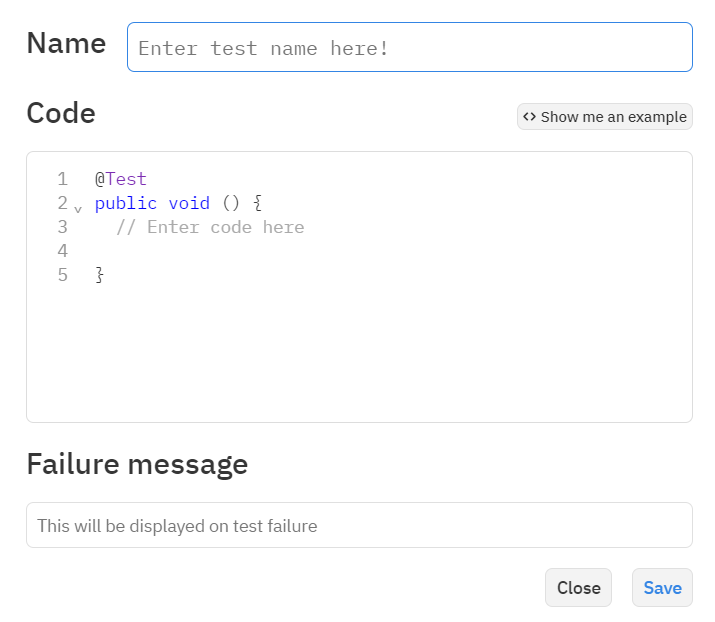 Name
Enter test name here!
Code
<> Show me an example
1 @Test
2 public void () {
3 // Enter code here
4
5 }
Failure message
This will be displayed on test failure
Close
Save